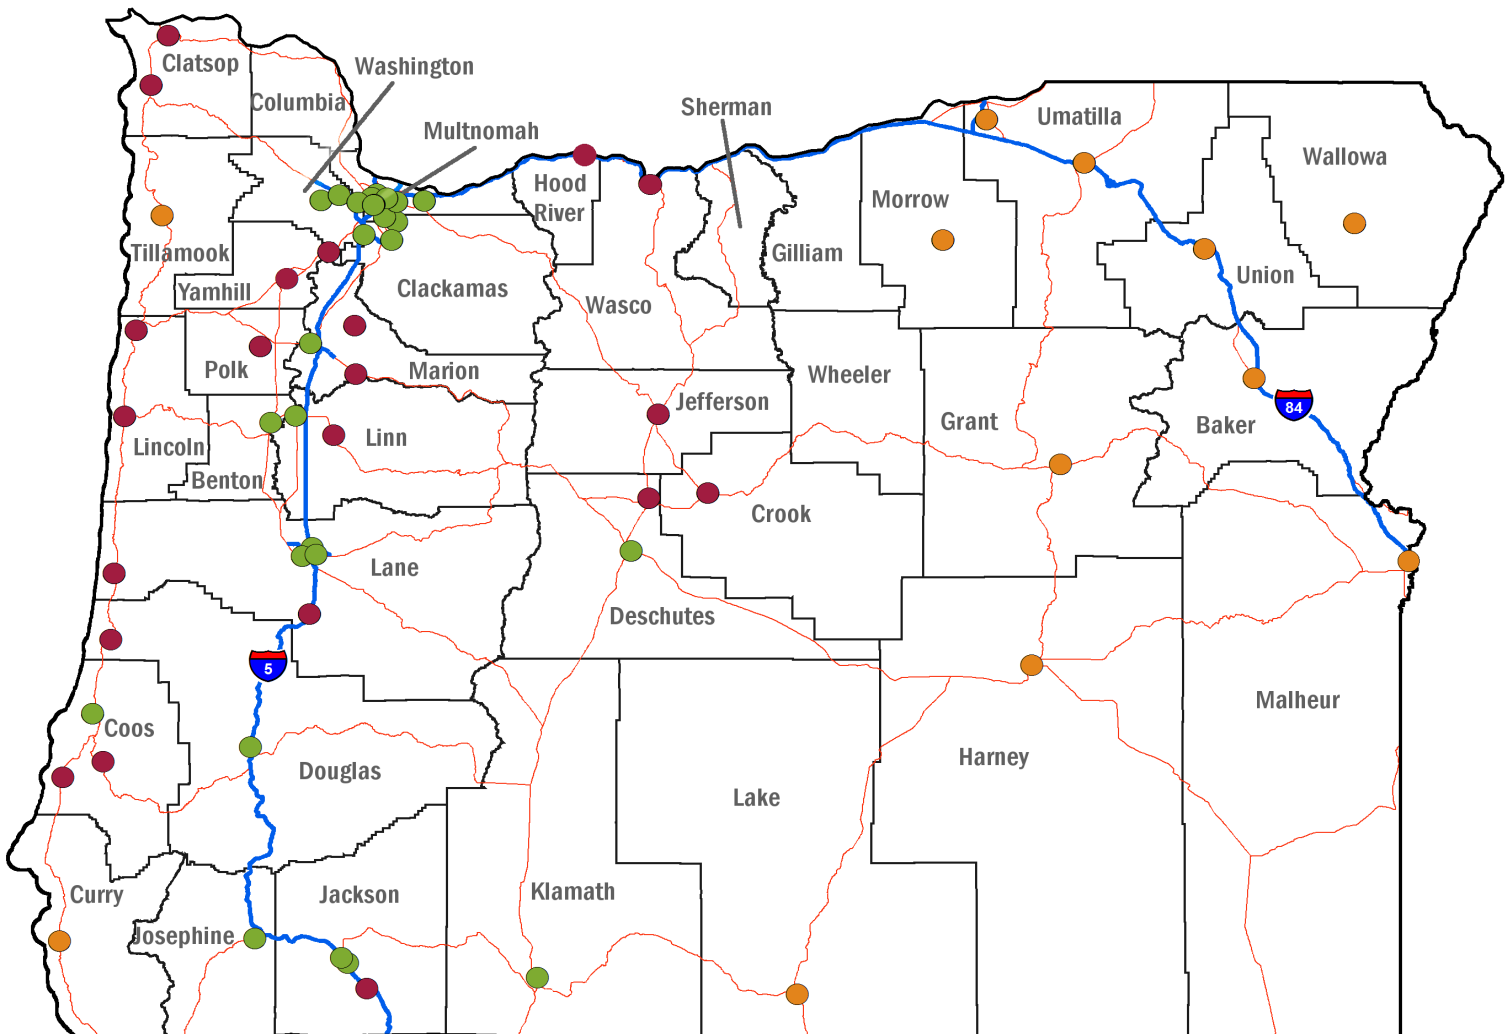 Clatsop
Washington
Columbia
Sherman
Multnomah
Umatilla
Wallowa
Hood
River
Morrow
Tillamook
Gilliam
Union
Yamhill
Clackamas
Wasco
Polk
Marion
Wheeler
Jefferson
84
Grant
Baker
Linn
Lincoln
Benton
Crook
Lane
Deschutes
5
Malheur
Coos
Harney
Douglas
Lake
Curry
Jackson
Klamath
Josephine